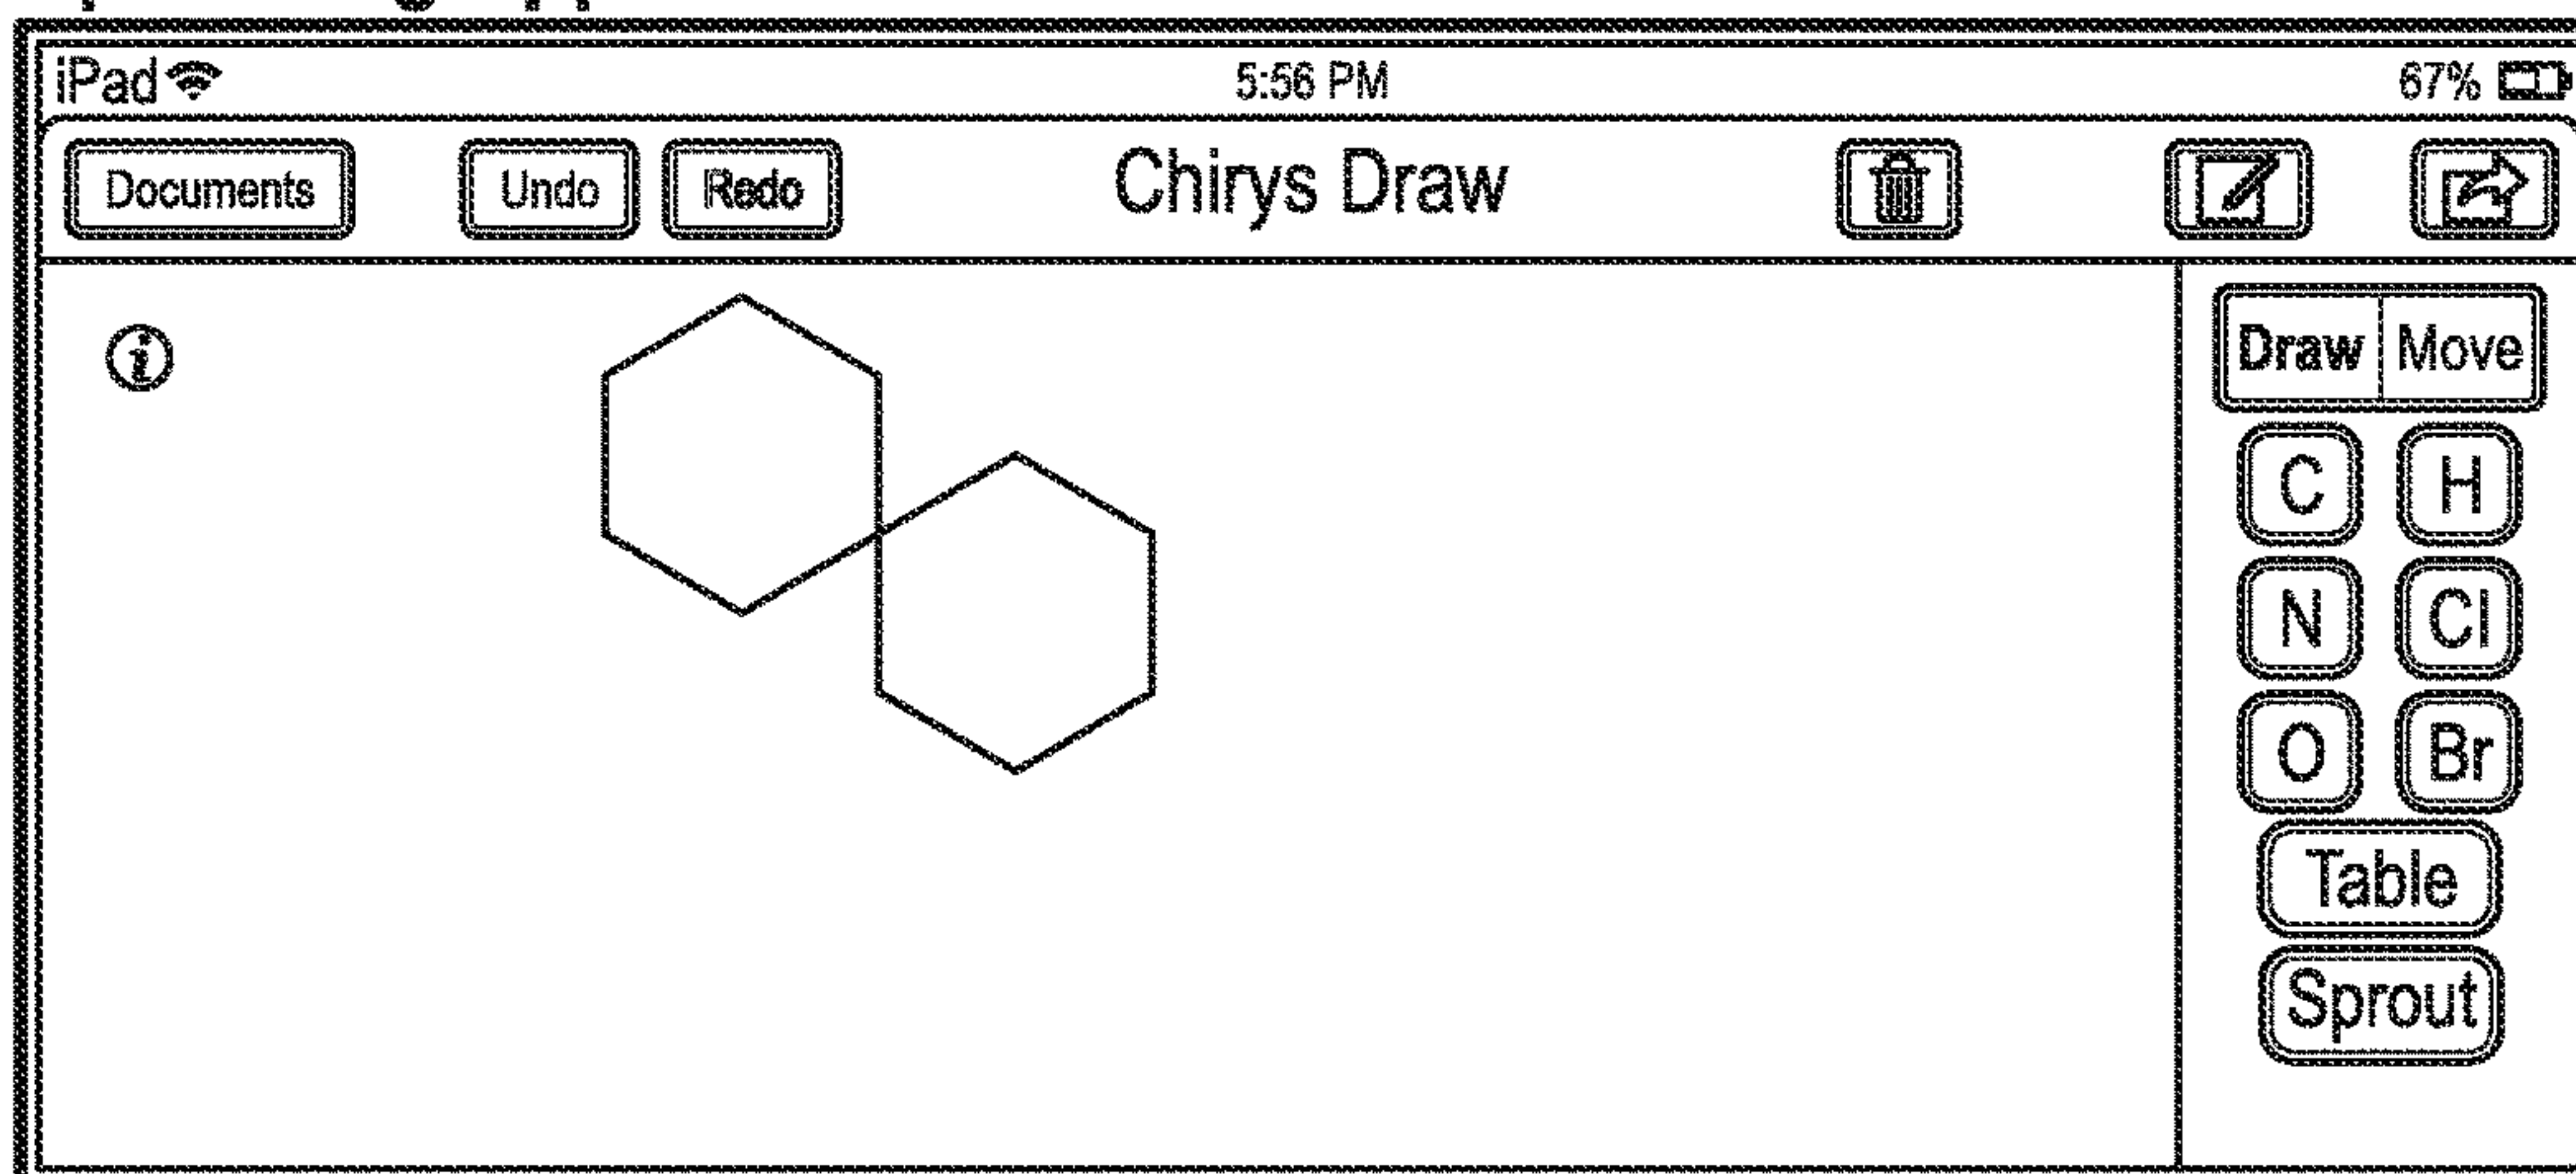 iPad 5:56 PM 67%
Documents Undo Redo Chirys Draw
i
Draw Move
C H
N Cl
O Br
Table
Sprout